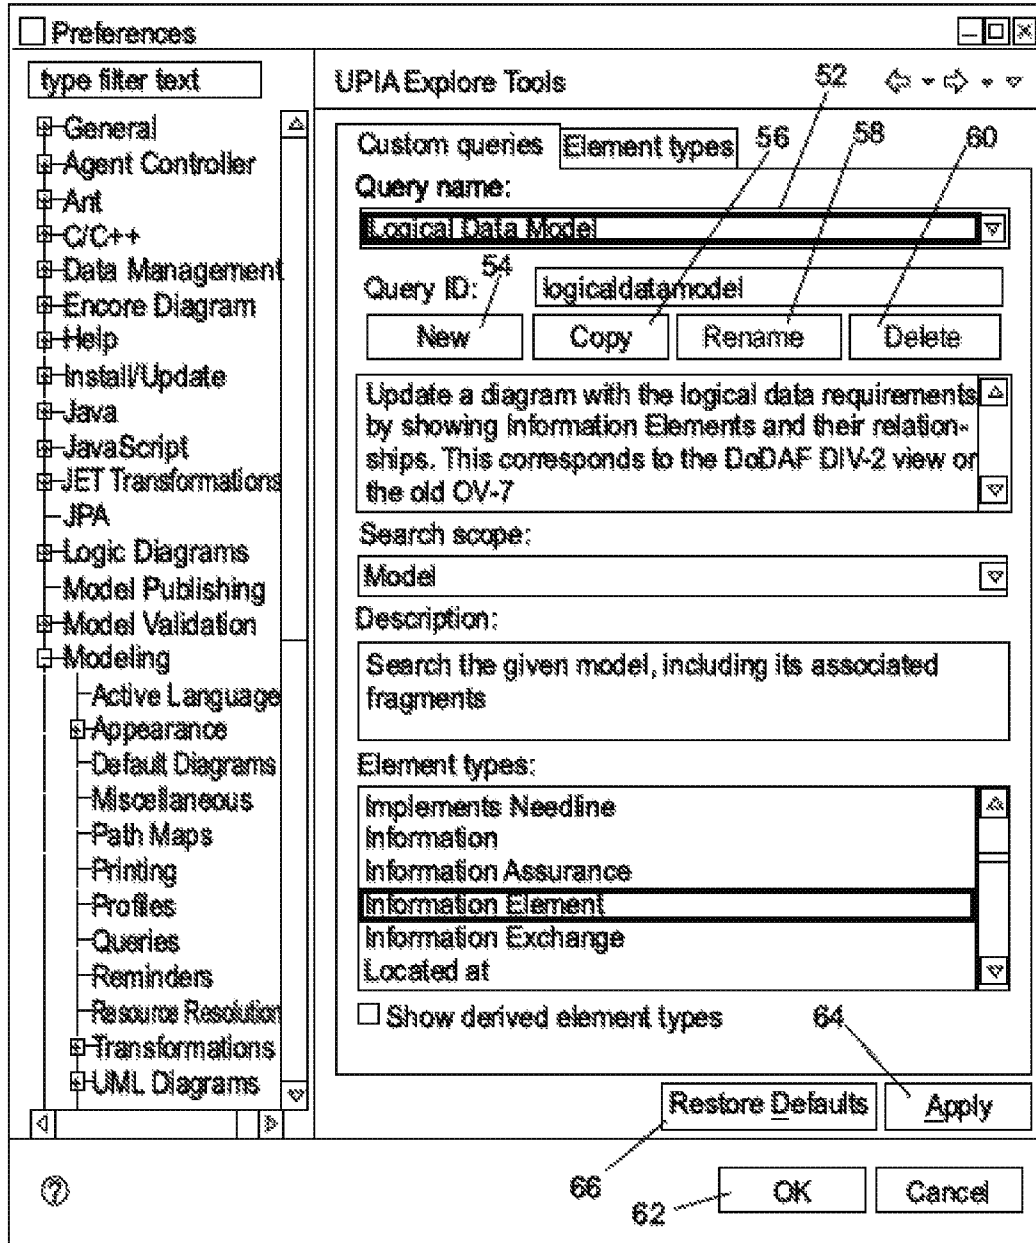 Preferences
type filter text
General
Agent Controller
Ant
C/C++
Data Management
Encore Diagram
Help
Install/Update
Java
JavaScript
JET Transformations
JPA
Logic Diagrams
Model Publishing
Model Validation
Modeling
Active Language
Appearance
Default Diagrams
Miscellaneous
Path Maps
Printing
Profiles
Queries
Reminders
Resource Resolution
Transformations
UML Diagrams
UPIA Explore Tools
52
Custom queries
Element types
56
58
60
Query name:
Logical Data Model
54
Query ID:
logicaldatamodel
New
Copy
Rename
Delete
Update a diagram with the logical data requirements
by showing Information Elements and their relation-
ships. This corresponds to the DoDAF DIV-2 view or
the old OV-7
Search scope:
Model
Description:
Search the given model, including its associated
fragments
Element types:
Implements Needline
Information
Information Assurance
Information Element
Information Exchange
Located at
Show derived element types
64
Restore Defaults
Apply
66
62
OK
Cancel
?